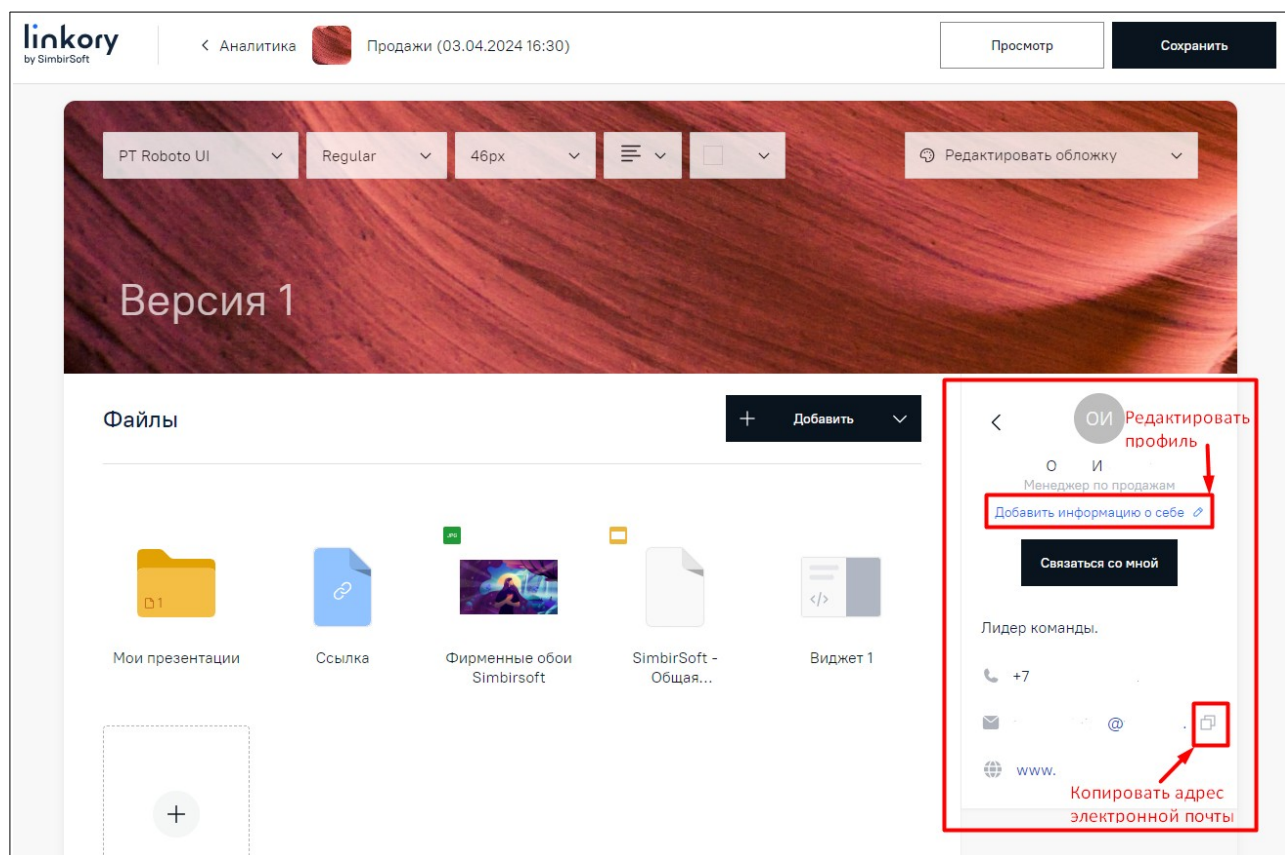 linkory
by SimbirSoft
Аналитика
Продажи (03.04.2024 16:30)
Просмотр
Сохранить
PT Roboto UI
Regular
46px
Редактировать обложку
Версия 1
Файлы
+ Добавить
ОИ
Редактировать
профиль
О И
Менеджер по продажам
Добавить информацию о себе
Связаться со мной
Лидер команды.
+7
@ .
www.
Копировать адрес
электронной почты
JPG
1
</>
Мои презентации
Ссылка
Фирменные обои
Simbirsoft
SimbirSoft -
Общая...
Виджет 1
+